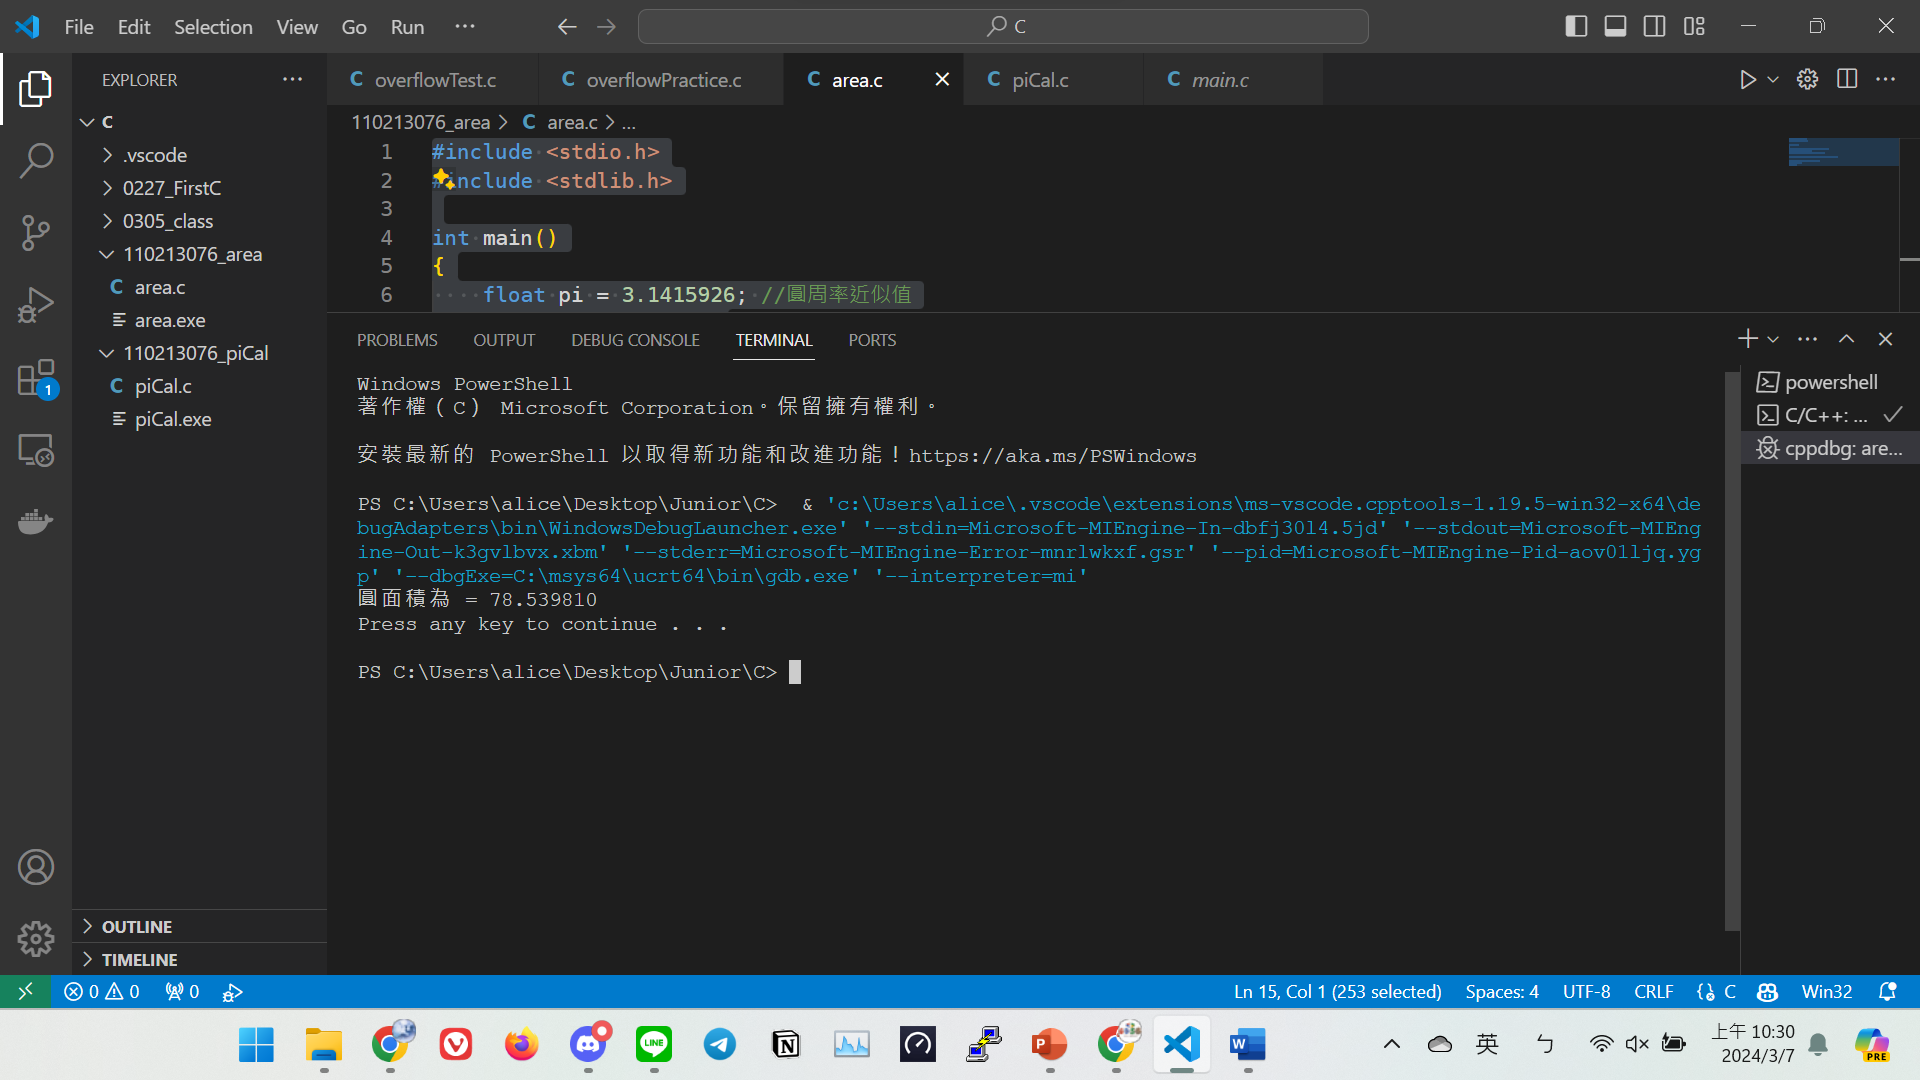 File Edit Selection View Go Run ··· C
EXPLORER ···
C
.vscode
0227_FirstC
0305_class
110213076_area
C area.c
area.exe
110213076_piCal
C piCal.c
piCal.exe
OUTLINE
TIMELINE
1
C overflowTest.c C overflowPractice.c C area.c C piCal.c C main.c
110213076_area > C area.c > ...
1 #include <stdio.h>
2 #include <stdlib.h>
3
4 int main()
5 {
6 float pi = 3.1415926; //圓周率近似值
PROBLEMS OUTPUT DEBUG CONSOLE TERMINAL PORTS
Windows PowerShell
著作權（C） Microsoft Corporation。保留擁有權利。
安裝最新的 PowerShell 以取得新功能和改進功能！https://aka.ms/PSWindows
PS C:\Users\alice\Desktop\Junior\C>  & 'c:\Users\alice\.vscode\extensions\ms-vscode.cpptools-1.19.5-win32-x64\de
bugAdapters\bin\WindowsDebugLauncher.exe' '--stdin=Microsoft-MIEngine-In-dbfj30l4.5jd' '--stdout=Microsoft-MIEng
ine-Out-k3gvlbvx.xbm' '--stderr=Microsoft-MIEngine-Error-mnrlwkxf.gsr' '--pid=Microsoft-MIEngine-Pid-aov01ljq.yg
p' '--dbgExe=C:\msys64\ucrt64\bin\gdb.exe' '--interpreter=mi'
圓面積為 = 78.539810
Press any key to continue . . .
PS C:\Users\alice\Desktop\Junior\C>
powershell
C/C++: ...
cppdbg: are...
0 0 0 Ln 15, Col 1 (253 selected) Spaces: 4 UTF-8 CRLF {} C Win32
LINE N P W 英 ㄅ 上午 10:30
2024/3/7
PRE